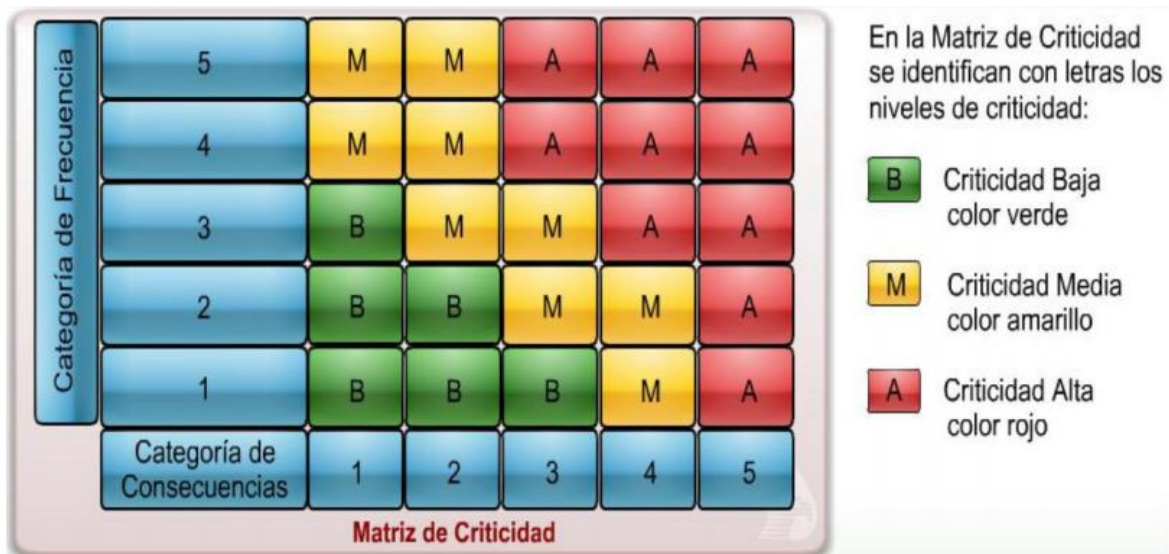 Categoría de Frecuencia
5 M M A A A
4 M M A A A
3 B M M A A
2 B B M M A
1 B B B M A
Categoría de
Consecuencias
1 2 3 4 5
Matriz de Criticidad
En la Matriz de Criticidad
se identifican con letras los
niveles de criticidad:
B Criticidad Baja
color verde
M Criticidad Media
color amarillo
A Criticidad Alta
color rojo